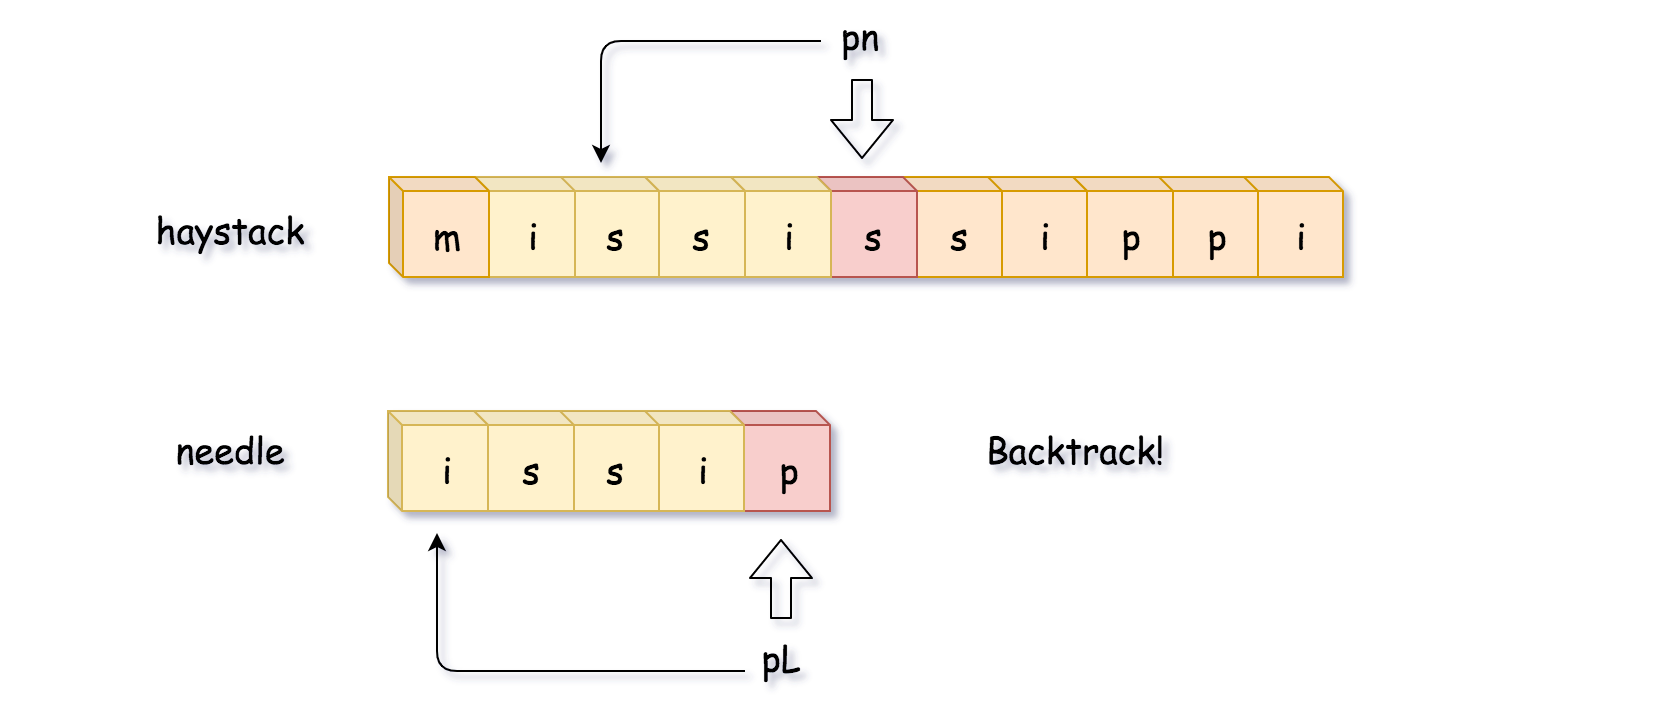 pn
haystack m i s s i s s i p p i
needle i s s i p Backtrack!
pL